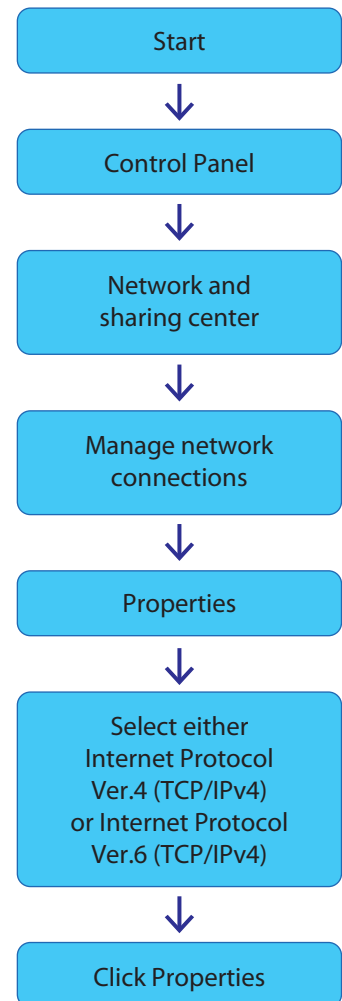 Start
Control Panel
Network and
sharing center
Manage network
connections
Properties
Select either
Internet Protocol
Ver.4 (TCP/IPv4)
or Internet Protocol
Ver.6 (TCP/IPv4)
Click Properties